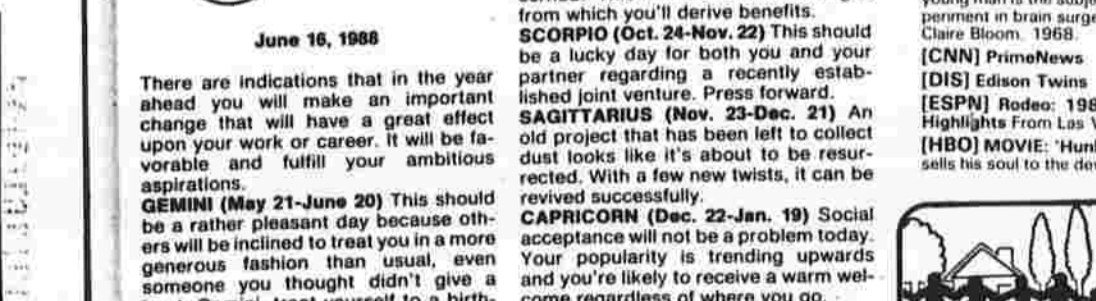 June 16, 1988
There are indications that in the year
ahead you will make an important
change that will have a great effect
upon your work or career. It will be fa-
vorable and fulfill your ambitious
aspirations.
GEMINI (May 21-June 20) This should
be a rather pleasant day because oth-
ers will be inclined to treat you in a more
generous fashion than usual, even
someone you thought didn't give a
Gemini, treat yourself to a birth-
from which you'll derive benefits.
SCORPIO (Oct. 24-Nov. 22) This should
be a lucky day for both you and your
partner regarding a recently estab-
lished joint venture. Press forward.
SAGITTARIUS (Nov. 23-Dec. 21) An
old project that has been left to collect
dust looks like it's about to be resur-
rected. With a few new twists, it can be
revived successfully.
CAPRICORN (Dec. 22-Jan. 19) Social
acceptance will not be a problem today.
Your popularity is trending upwards
and you're likely to receive a warm wel-
come regardless of where you go.
young man is the
periment in brain
Claire Bloom. 1968.
[CNN] PrimeNews
[DIS] Edison Twins
[ESPN] Rodeo:
Highlights From Las
[HBO] MOVIE:
sells his soul to the